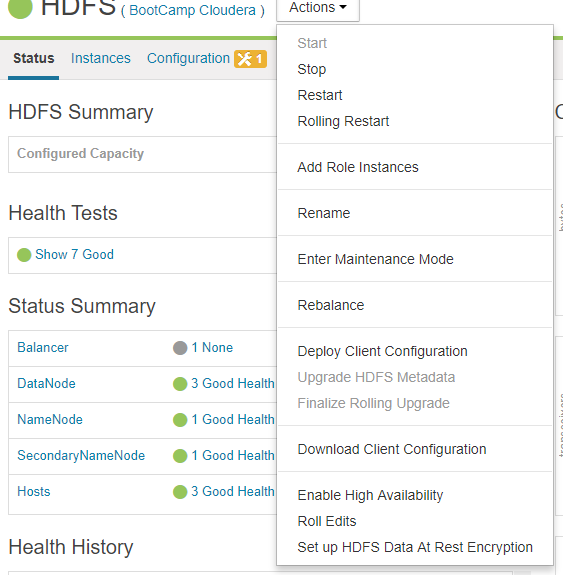 HDFS ( BootCamp Cloudera ) Actions
Status Instances Configuration 1
Start
Stop
Restart
Rolling Restart
Add Role Instances
Rename
Enter Maintenance Mode
Rebalance
Deploy Client Configuration
Upgrade HDFS Metadata
Finalize Rolling Upgrade
Download Client Configuration
Enable High Availability
Roll Edits
Set up HDFS Data At Rest Encryption
HDFS Summary
Configured Capacity
Health Tests
Show 7 Good
Status Summary
Balancer 1 None
DataNode 3 Good Health
NameNode 1 Good Health
SecondaryNameNode 1 Good Health
Hosts 3 Good Health
Health History
bytes